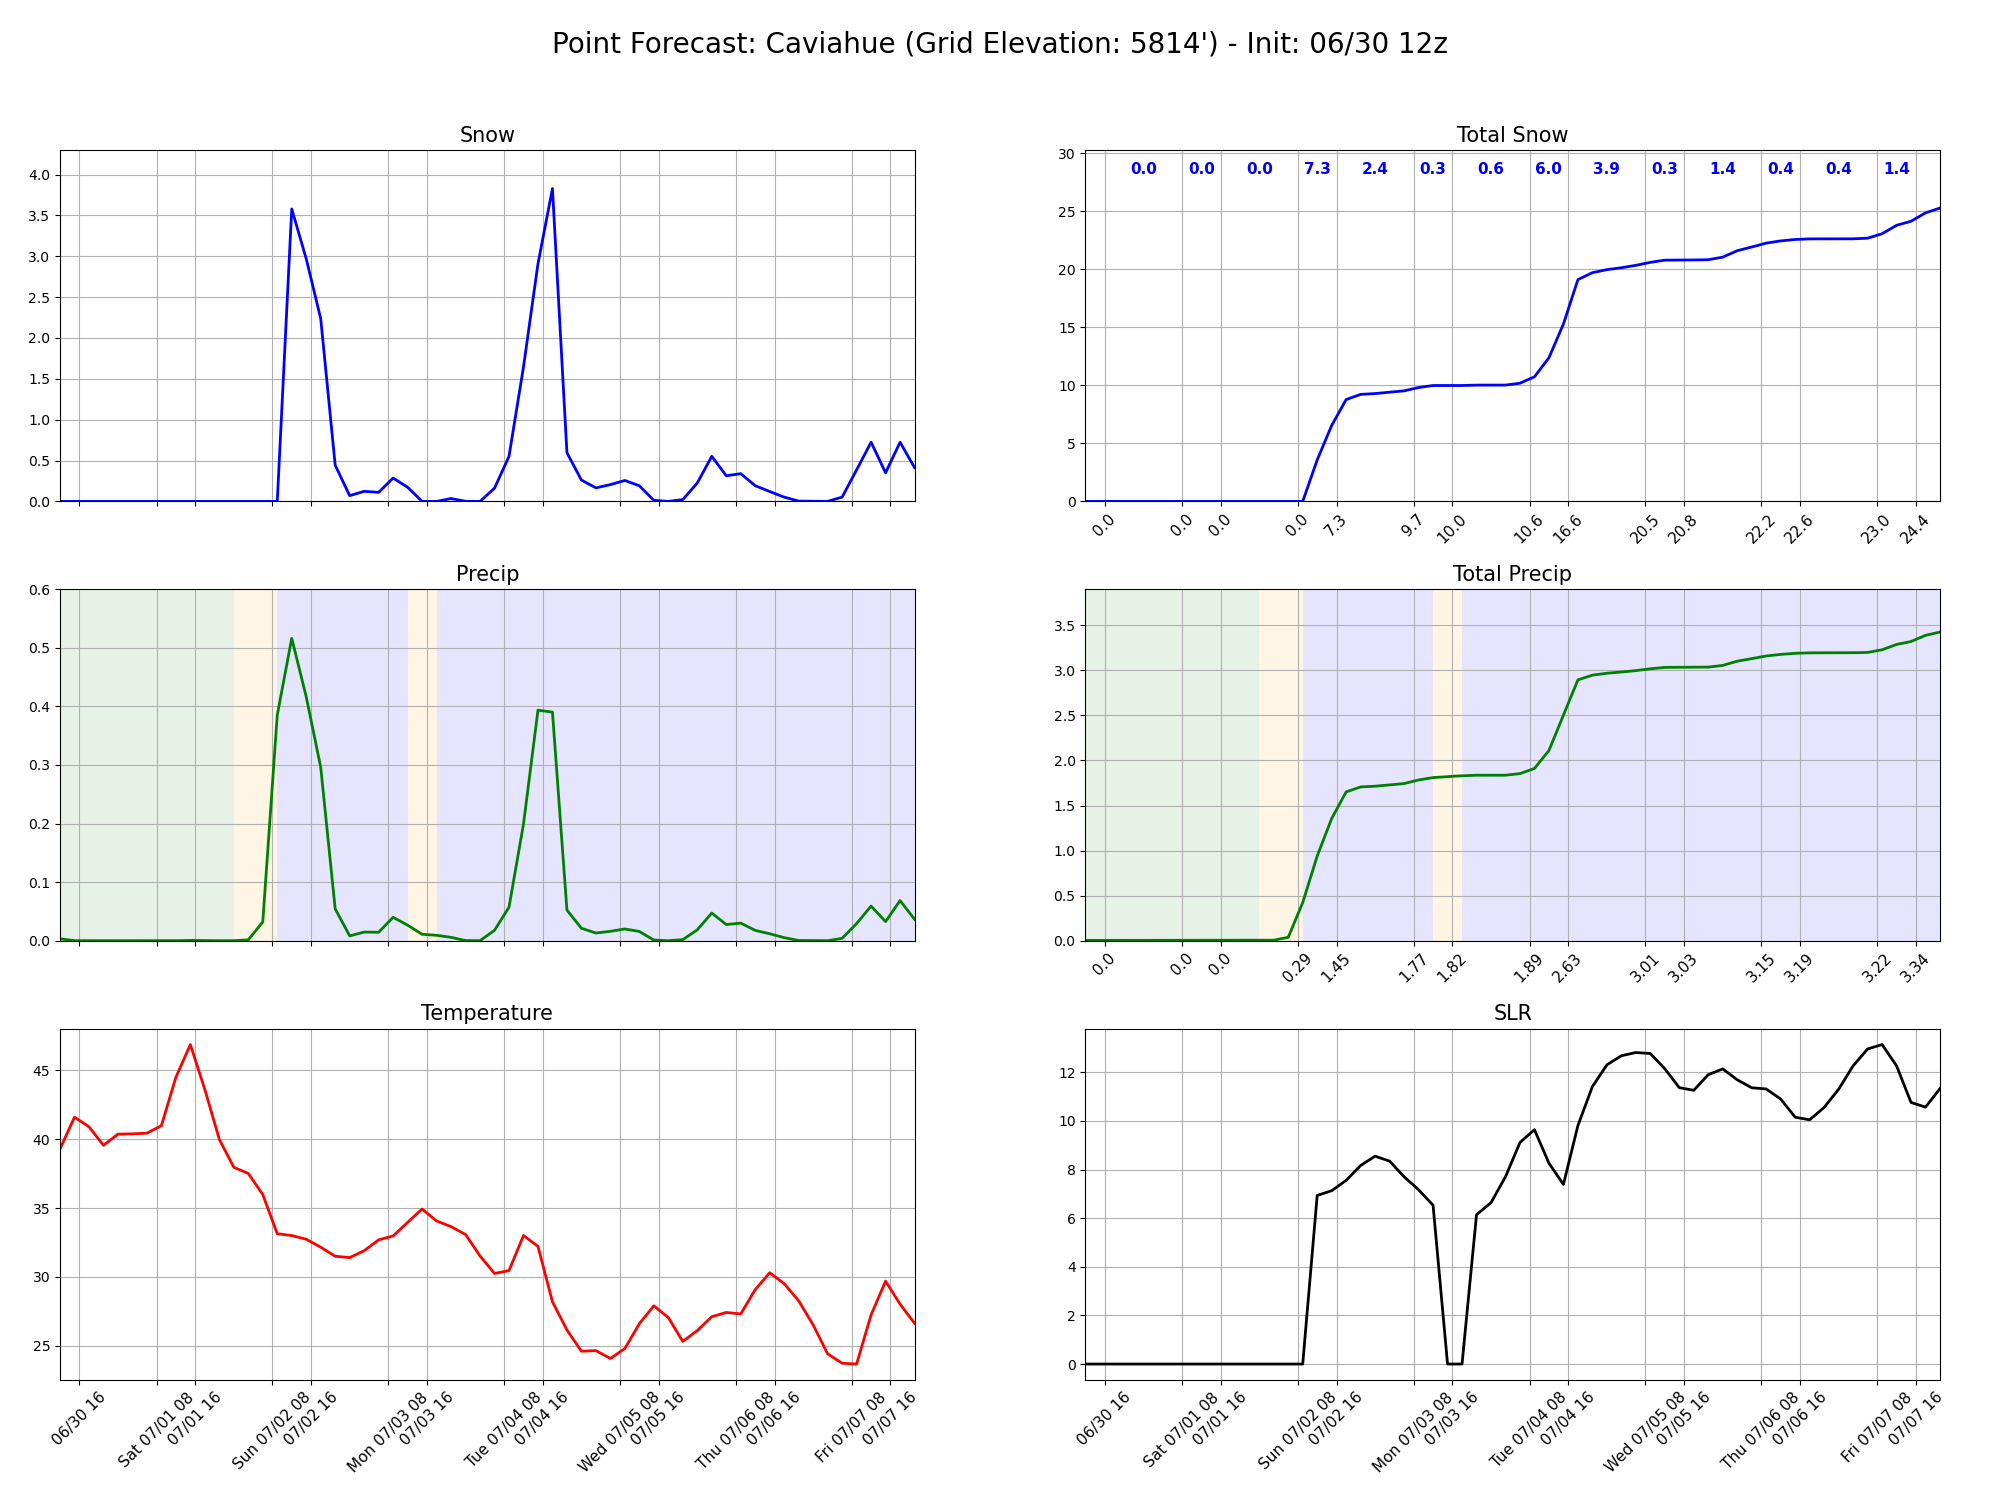 Point Forecast: Caviahue (Grid Elevation: 5814') - Init: 06/30 12z
Snow
4.0
3.5
3.0
2.5
2.0
1.5
1.0
0.5
0.0
Total Snow
30
25
20
15
10
5
0
0.0 0.0 0.0 7.3 2.4 0.3 0.6 6.0 3.9 0.3 1.4 0.4 0.4 1.4
0.0 0.0 0.0 0.0 7.3 9.7 10.0 10.6 16.6 20.5 20.8 22.2 22.6 23.0 24.4
Precip
0.6
0.5
0.4
0.3
0.2
0.1
0.0
Total Precip
3.5
3.0
2.5
2.0
1.5
1.0
0.5
0.0
0.0 0.0 0.0 0.29 1.45 1.77 1.82 1.89 2.63 3.01 3.03 3.15 3.19 3.22 3.34
Temperature
45
40
35
30
25
06/30 16
Sat 07/01 08
07/01 16
Sun 07/02 08
07/02 16
Mon 07/03 08
07/03 16
Tue 07/04 08
07/04 16
Wed 07/05 08
07/05 16
Thu 07/06 08
07/06 16
Fri 07/07 08
07/07 16
SLR
12
10
8
6
4
2
0
06/30 16
Sat 07/01 08
07/01 16
Sun 07/02 08
07/02 16
Mon 07/03 08
07/03 16
Tue 07/04 08
07/04 16
Wed 07/05 08
07/05 16
Thu 07/06 08
07/06 16
Fri 07/07 08
07/07 16